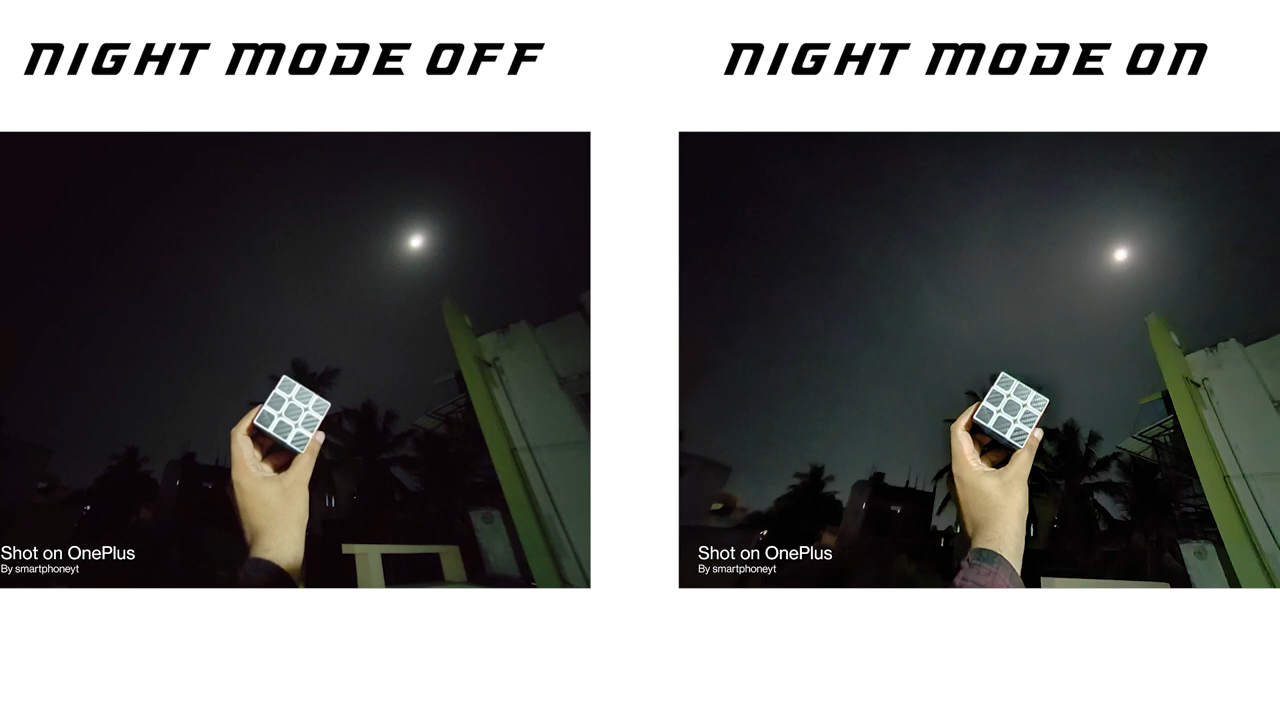 NIGHT MODE OFF
NIGHT MODE ON
Shot on OnePlus
By smartphoneyt
Shot on OnePlus
By smartphoneyt